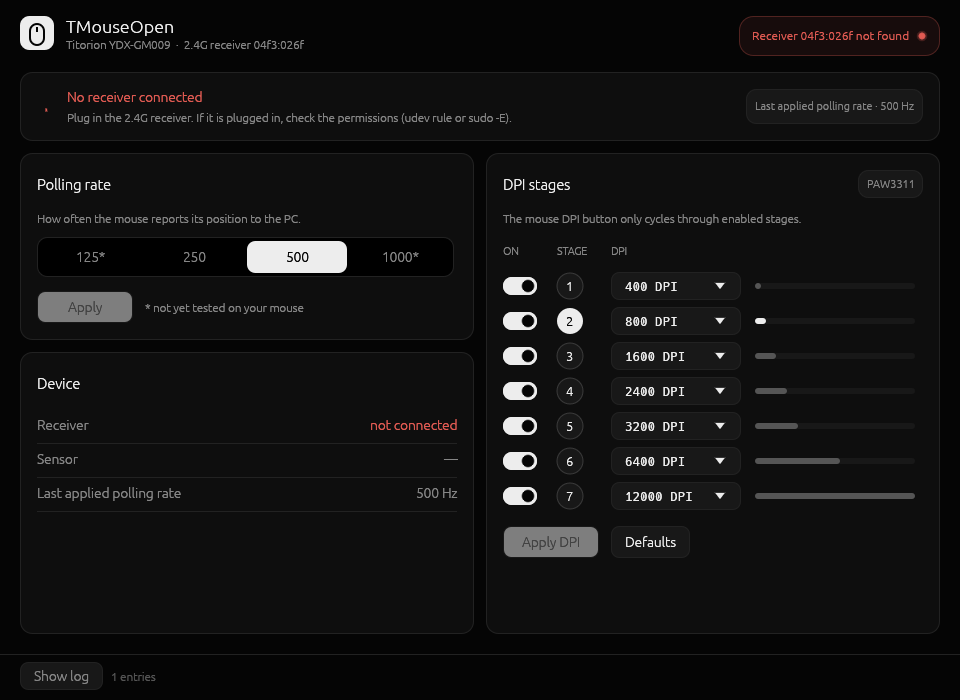 TMouseOpen
Titorion YDX-GM009 · 2.4G receiver 04f3:026f
Receiver 04f3:026f not found
No receiver connected
Plug in the 2.4G receiver. If it is plugged in, check the permissions (udev rule or sudo -E).
Last applied polling rate · 500 Hz
Polling rate
How often the mouse reports its position to the PC.
125* 250 500 1000*
Apply * not yet tested on your mouse
Device
Receiver not connected
Sensor —
Last applied polling rate 500 Hz
DPI stages PAW3311
The mouse DPI button only cycles through enabled stages.
ON STAGE DPI
1 400 DPI
2 800 DPI
3 1600 DPI
4 2400 DPI
5 3200 DPI
6 6400 DPI
7 12000 DPI
Apply DPI Defaults
Show log 1 entries